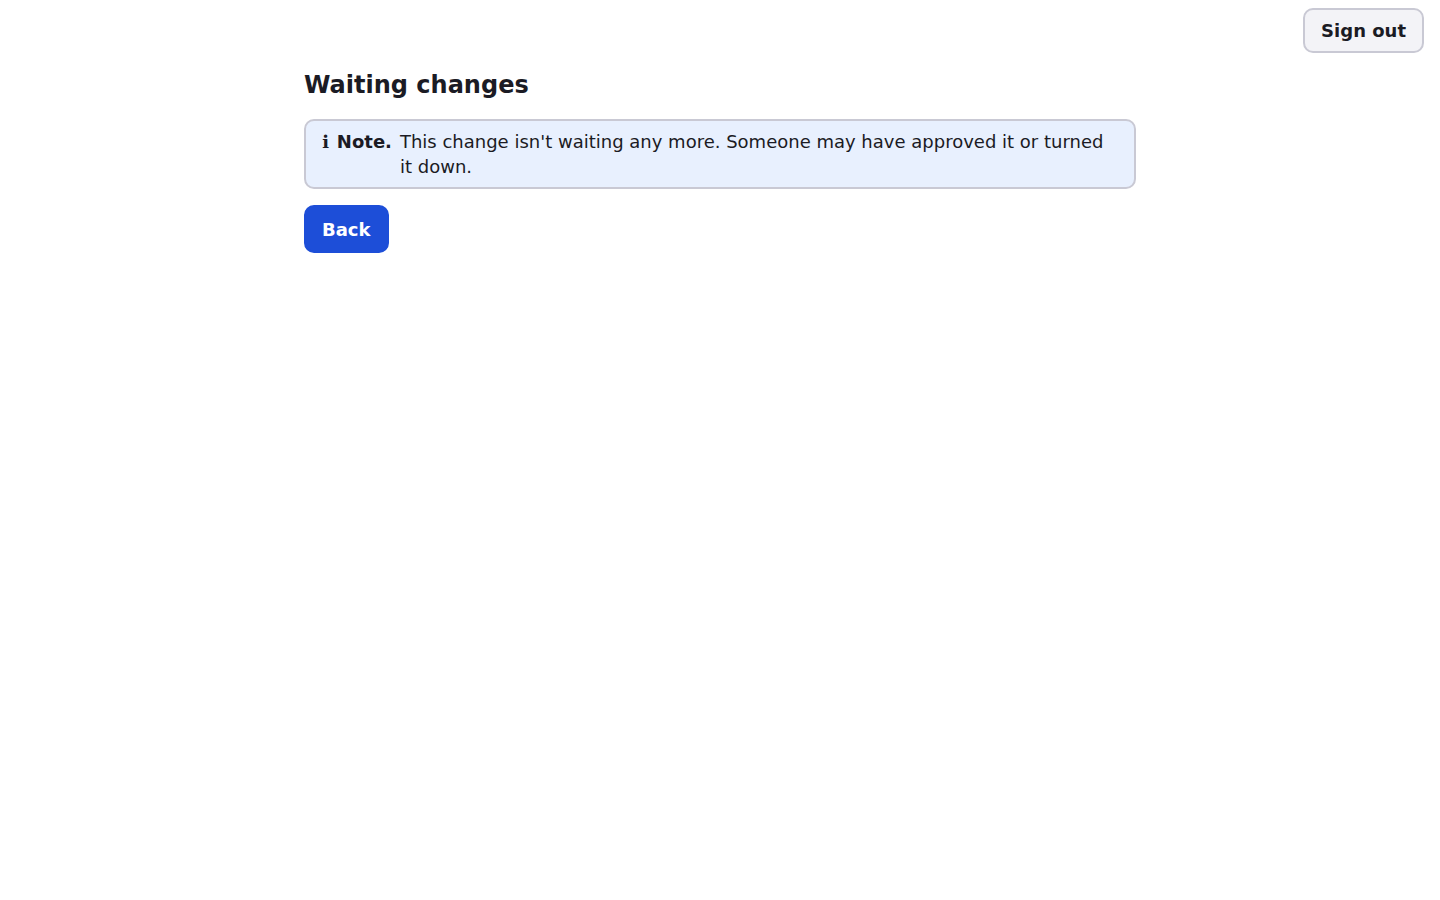 Sign out
Waiting changes
ℹ Note. This change isn't waiting any more. Someone may have approved it or turned
it down.
Back